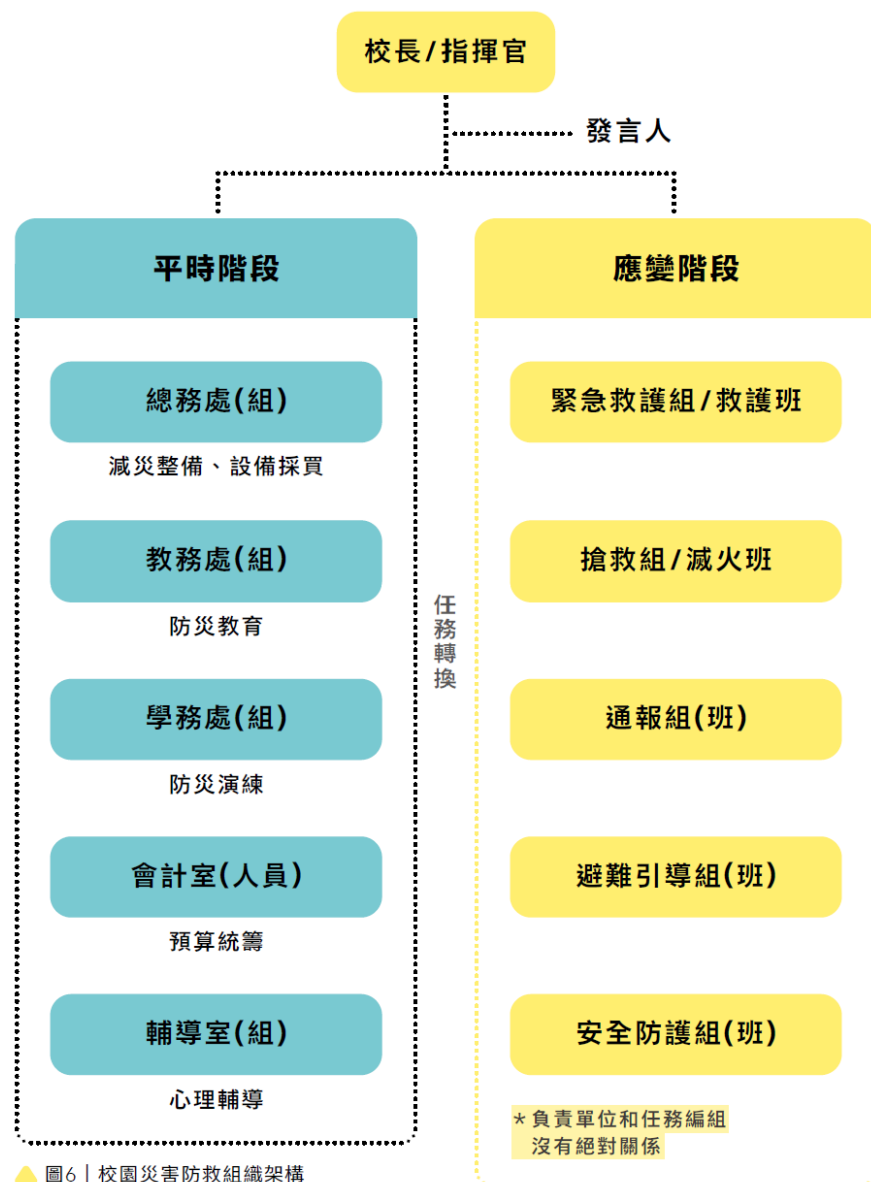 校長/指揮官
發言人
平時階段
總務處(組)
減災整備、設備採買
教務處(組)
防災教育
學務處(組)
防災演練
會計室(人員)
預算統籌
輔導室(組)
心理輔導
任務轉換
應變階段
緊急救護組/救護班
搶救組/滅火班
通報組(班)
避難引導組(班)
安全防護組(班)
*負責單位和任務編組
沒有絕對關係
圖6｜校園災害防救組織架構